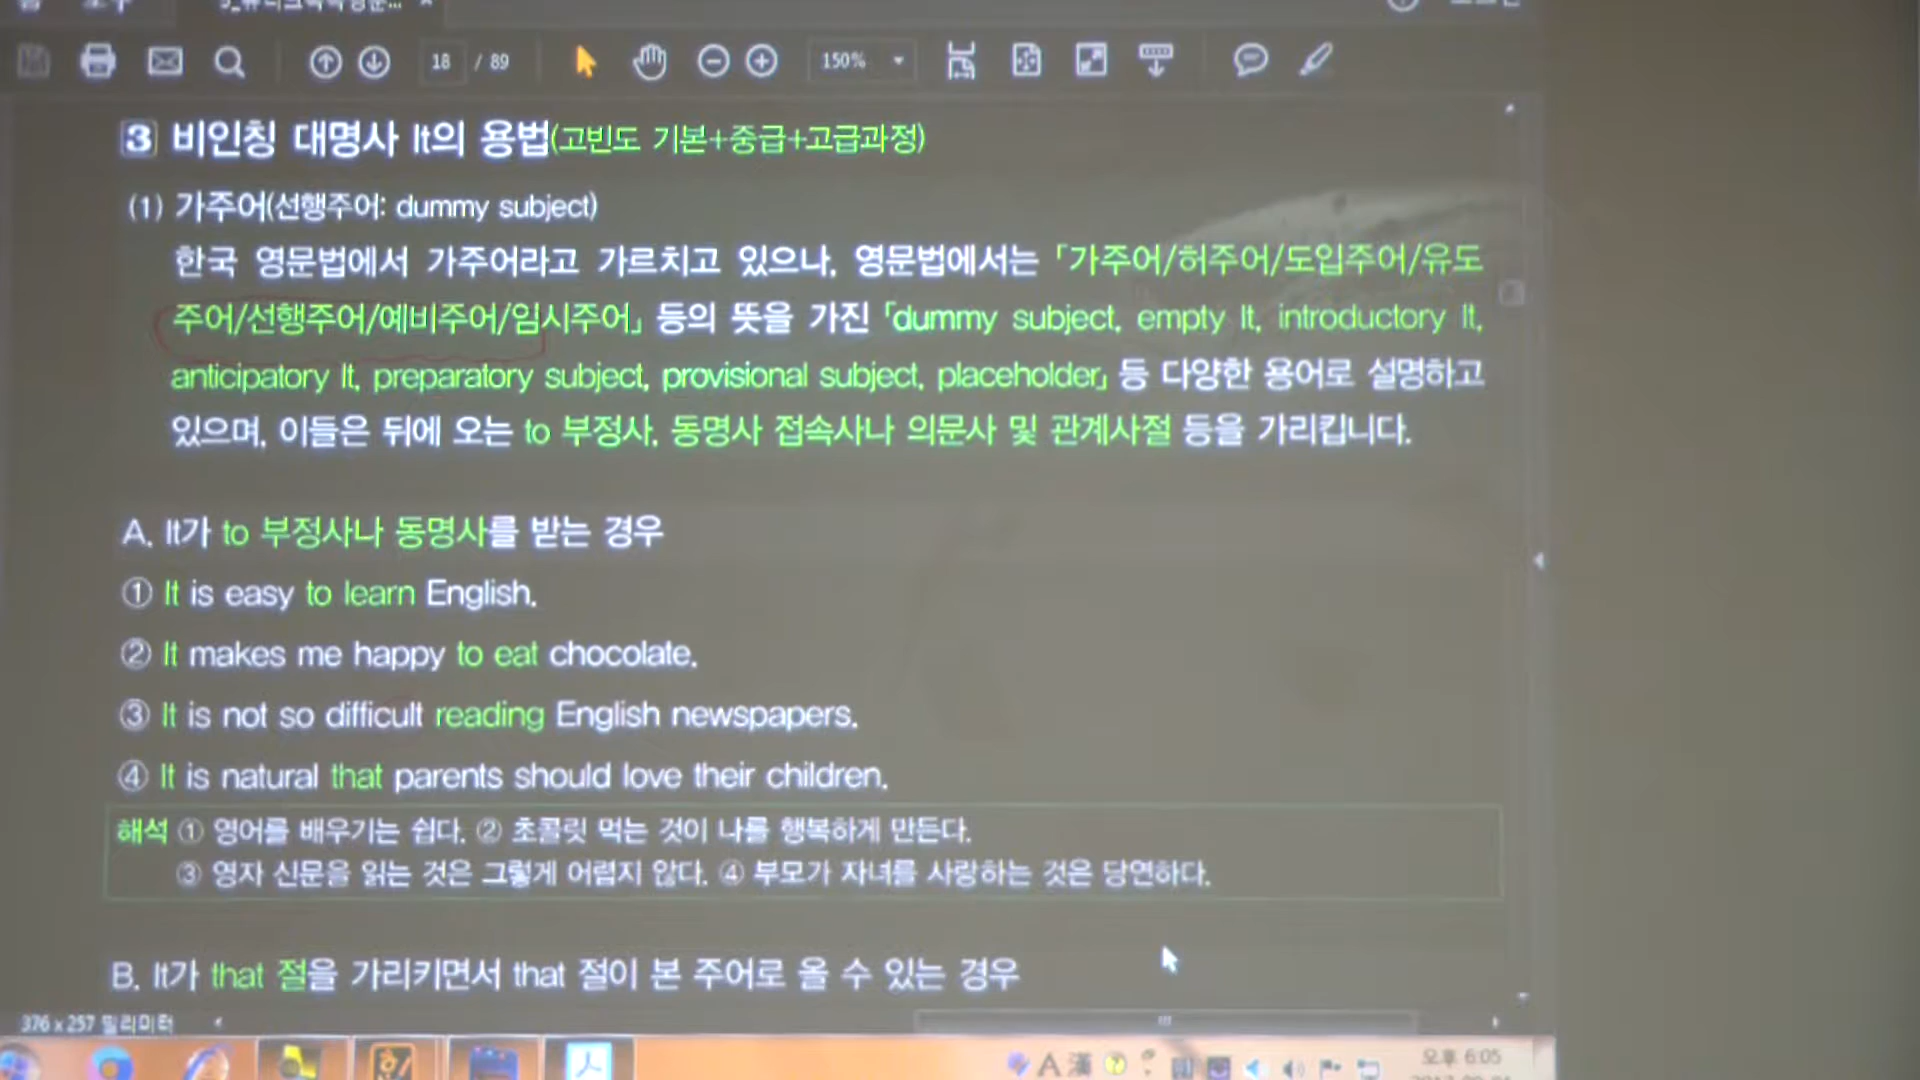 18 / 89
150%
3 비인칭 대명사 It의 용법(고빈도 기본+중급+고급과정)
(1) 가주어(선행주어: dummy subject)
한국 영문법에서 가주어라고 가르치고 있으나, 영문법에서는 「가주어/허주어/도입주어/유도
주어/선행주어/예비주어/임시주어」 등의 뜻을 가진 「dummy subject, empty It, introductory It,
anticipatory It, preparatory subject, provisional subject, placeholder」 등 다양한 용어로 설명하고
있으며, 이들은 뒤에 오는 to 부정사, 동명사 접속사나 의문사 및 관계사절 등을 가리킵니다.
A. It가 to 부정사나 동명사를 받는 경우
① It is easy to learn English.
② It makes me happy to eat chocolate.
③ It is not so difficult reading English newspapers.
④ It is natural that parents should love their children.
해석 ① 영어를 배우기는 쉽다. ② 초콜릿 먹는 것이 나를 행복하게 만든다.
③ 영자 신문을 읽는 것은 그렇게 어렵지 않다. ④ 부모가 자녀를 사랑하는 것은 당연하다.
B. It가 that 절을 가리키면서 that 절이 본 주어로 올 수 있는 경우
376 x 257 밀리미터
A 漢
오후 6:05